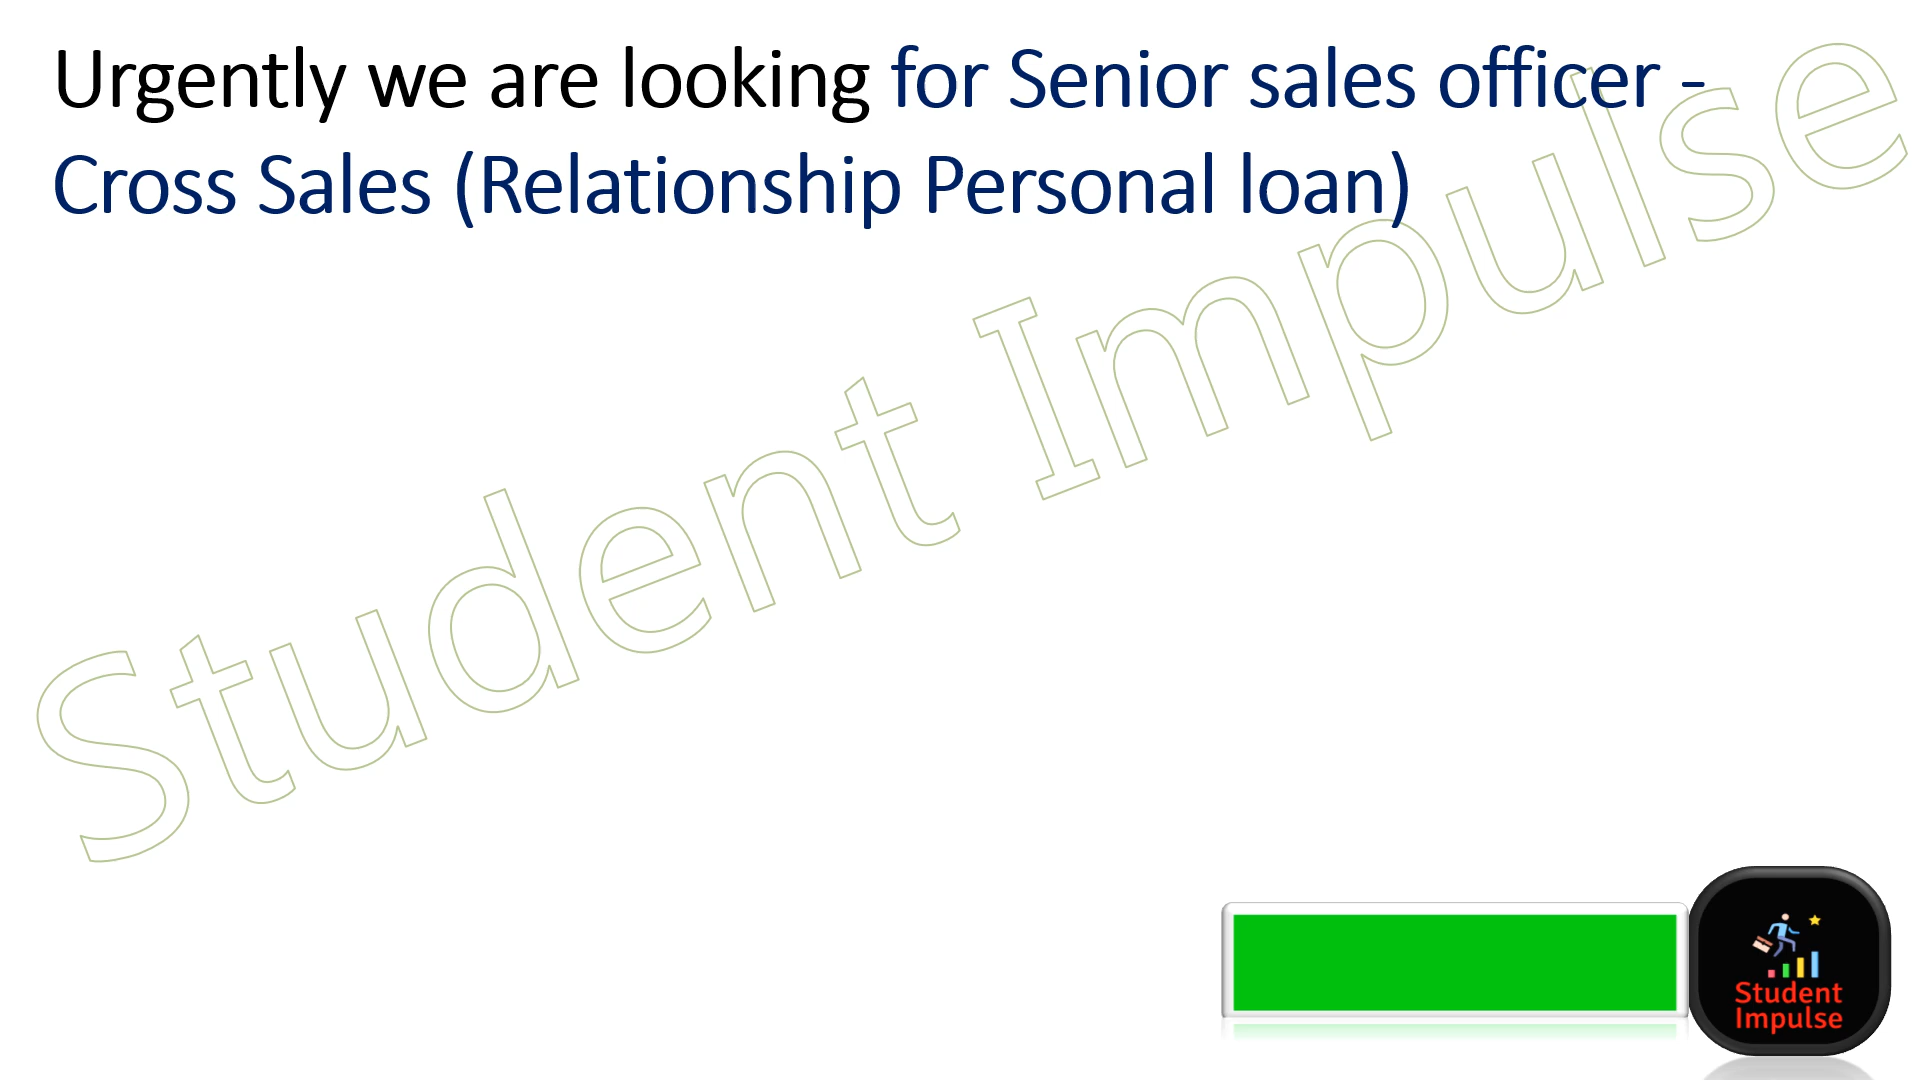 Urgently we are looking for Senior sales officer -
Cross Sales (Relationship Personal loan)
Student Impulse
Student
Impulse